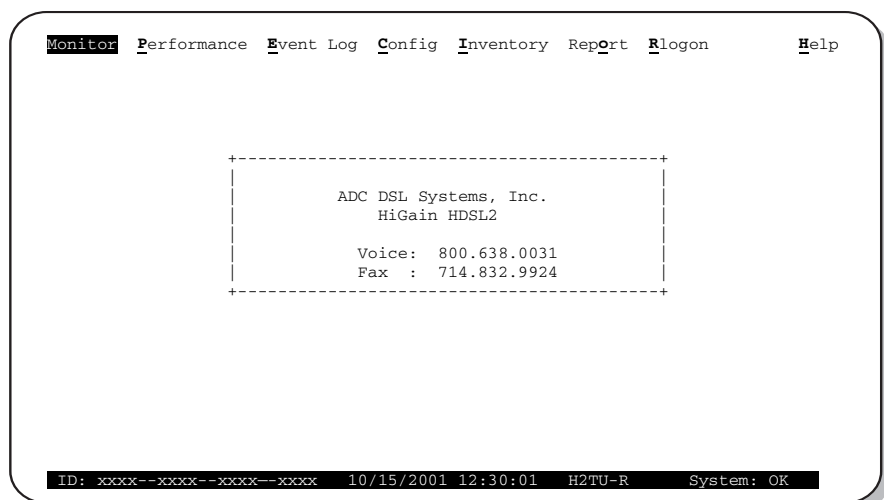 Monitor Performance Event Log Config Inventory Report Rlogon Help
ADC DSL Systems, Inc.
HiGain HDSL2
Voice: 800.638.0031
Fax : 714.832.9924
ID: xxxx--xxxx--xxxx—-xxxx 10/15/2001 12:30:01 H2TU-R System: OK